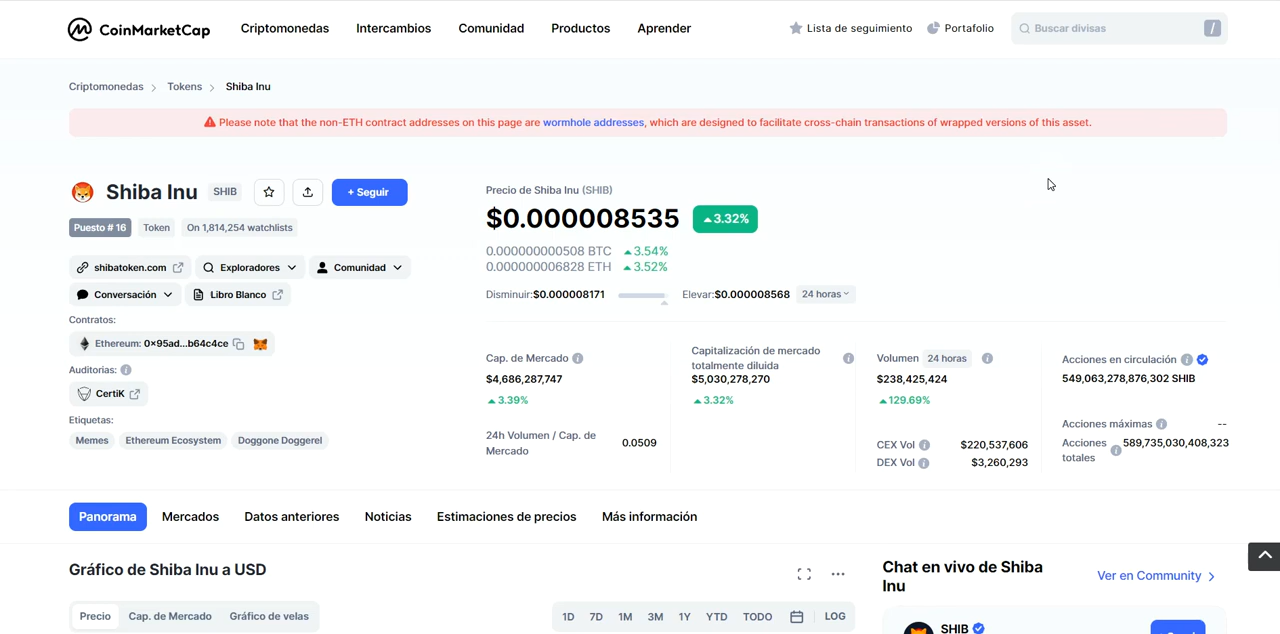 CoinMarketCap Criptomonedas Intercambios Comunidad Productos Aprender Lista de seguimiento Portafolio Buscar divisas /
Criptomonedas > Tokens > Shiba Inu
Please note that the non-ETH contract addresses on this page are wormhole addresses, which are designed to facilitate cross-chain transactions of wrapped versions of this asset.
Shiba Inu SHIB + Seguir
Puesto # 16 Token On 1,814,254 watchlists
shibatoken.com Exploradores Comunidad
Conversación Libro Blanco
Contratos:
Ethereum: 0x95ad...b64c4ce
Auditorias:
CertiK
Etiquetas:
Memes Ethereum Ecosystem Doggone Doggerel
Precio de Shiba Inu (SHIB)
$0.000008535 3.32%
0.000000000508 BTC 3.54%
0.000000006828 ETH 3.52%
Disminuir:$0.000008171 Elevar:$0.000008568 24 horas
Cap. de Mercado
$4,686,287,747
3.39%
24h Volumen / Cap. de
Mercado
0.0509
Capitalización de mercado
totalmente diluida
$5,030,278,270
3.32%
Volumen 24 horas
$238,425,424
129.69%
CEX Vol $220,537,606
DEX Vol $3,260,293
Acciones en circulación
549,063,278,876,302 SHIB
Acciones máximas --
Acciones
totales
589,735,030,408,323
Panorama Mercados Datos anteriores Noticias Estimaciones de precios Más información
Gráfico de Shiba Inu a USD
Precio Cap. de Mercado Gráfico de velas 1D 7D 1M 3M 1Y YTD TODO LOG
Chat en vivo de Shiba
Inu
Ver en Community >
SHIB